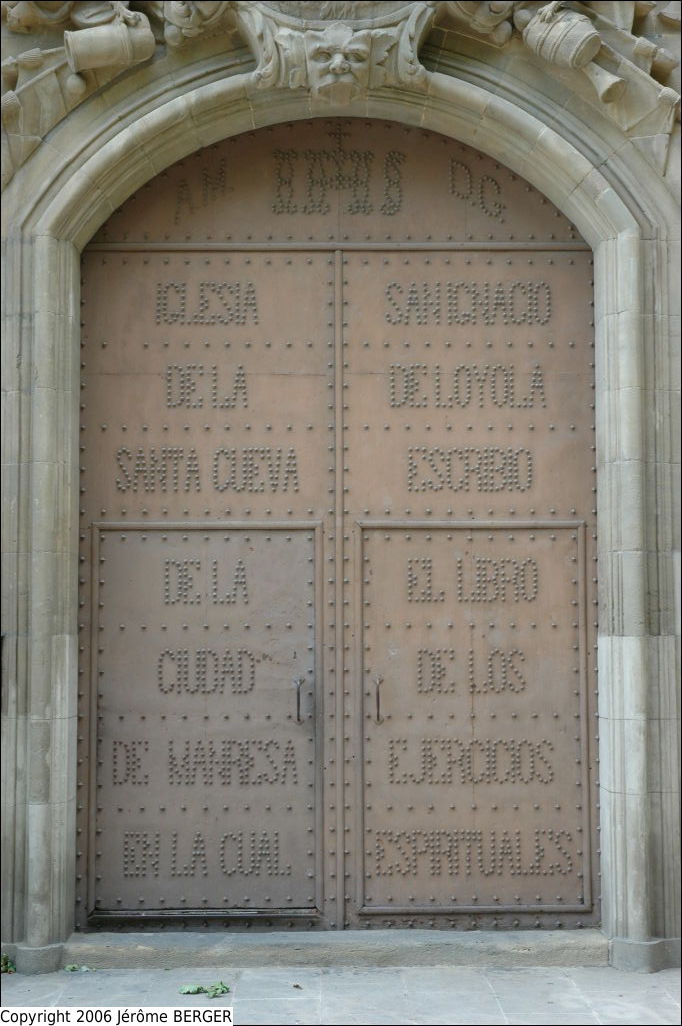 A M IHS D G
IGLESIA
DE LA
SANTA CUEVA
DE LA
CIUDAD
DE MANRESA
EN LA CUAL
SAN IGNACIO
DE LOYOLA
ESCRIBIO
EL LIBRO
DE LOS
EJERCICIOS
ESPIRITUALES
Copyright 2006 Jérôme BERGER